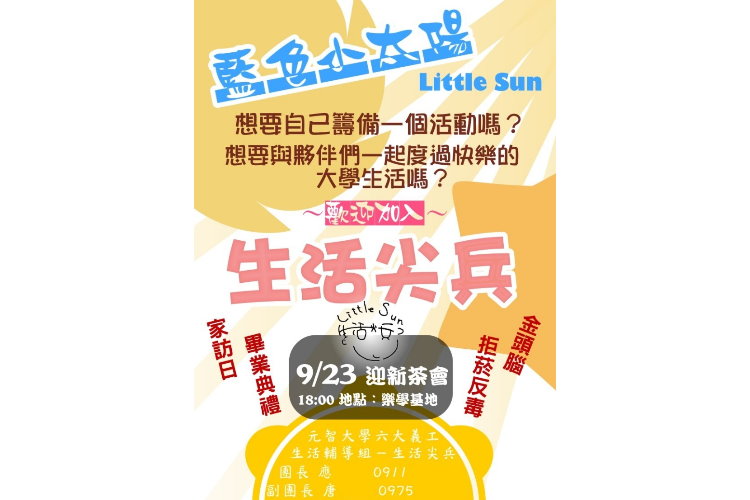 藍色小太陽
Little Sun
想要自己籌備一個活動嗎？
想要與夥伴們一起度過快樂的
大學生活嗎？
～歡迎加入～
生活尖兵
Little Sun
生活尖兵
家訪日
畢業典禮
金頭腦
拒菸反毒
9/23 迎新茶會
18:00 地點：樂學基地
元智大學六大義工
生活輔導組－生活尖兵
團長 應 0911
副團長 唐 0975